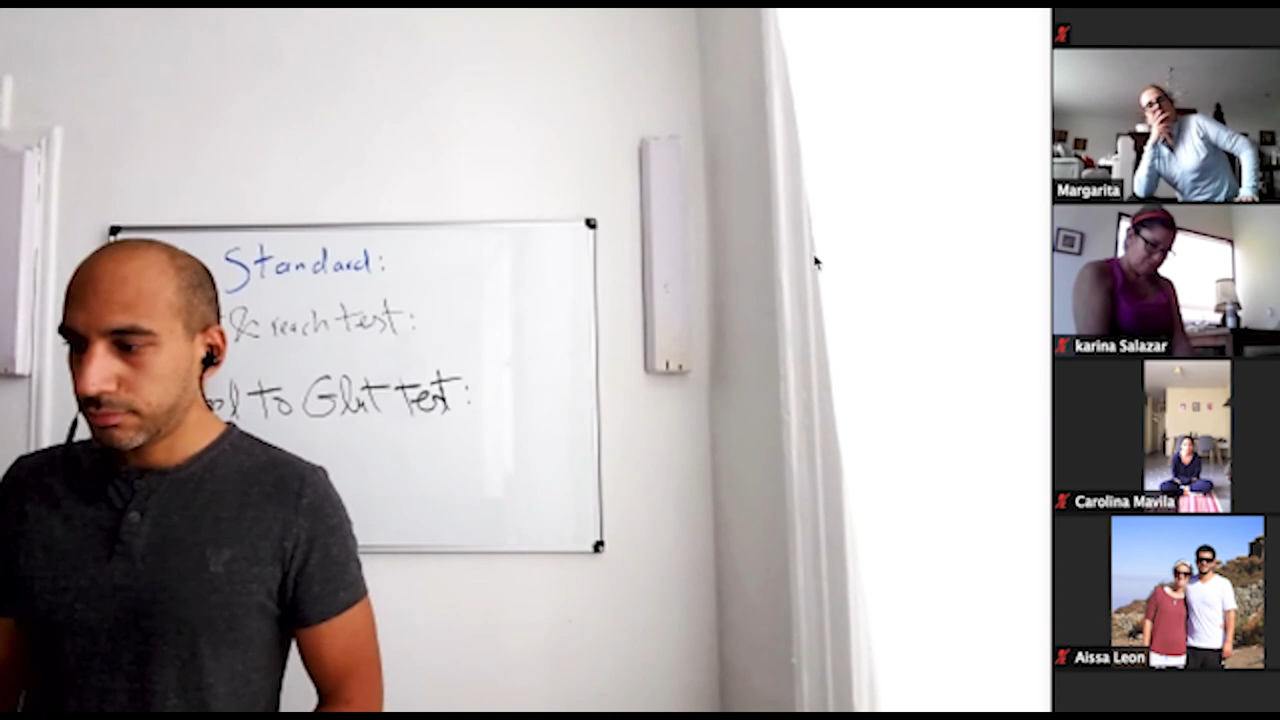 Standard:
& reach test:
to Glut test:
Margarita
karina Salazar
Carolina Mavila
Aissa Leon